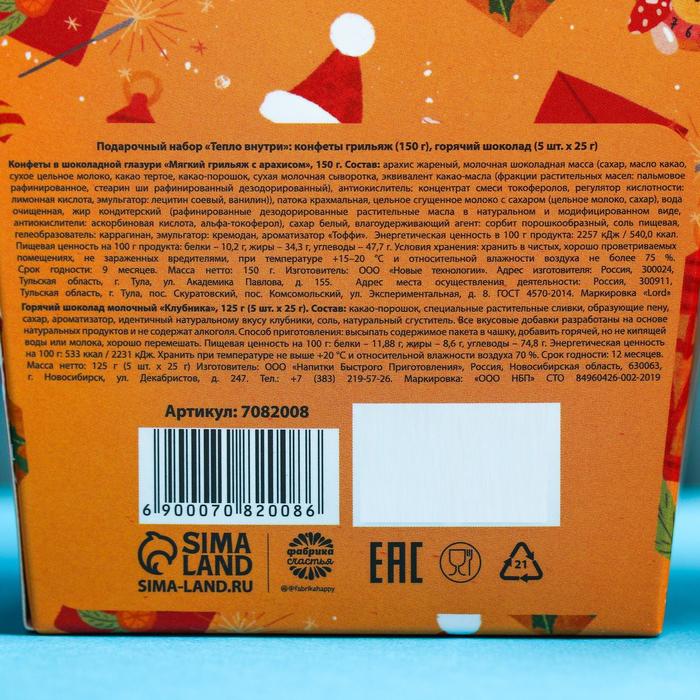 Подарочный набор «Тепло внутри»: конфеты грильяж (150 г), горячий шоколад (5 шт. х 25 г)
Конфеты в шоколадной глазури «Мягкий грильяж с арахисом», 150 г. Состав: арахис жареный, молочная шоколадная масса (сахар, масло какао,
сухое цельное молоко, какао тертое, какао-порошок, сухая молочная сыворотка, эквивалент какао-масла (фракции растительных масел: пальмовое
рафинированное, стеарин ши рафинированный дезодорированный), антиокислитель: концентрат смеси токоферолов, регулятор кислотности:
лимонная кислота, эмульгатор: лецитин соевый, ванилин)), патока крахмальная, цельное сгущенное молоко с сахаром (цельное молоко, сахар), вода
очищенная, жир кондитерский (рафинированные дезодорированные растительные масла в натуральном и модифицированном виде,
антиокислители: аскорбиновая кислота, альфа-токоферол), сахар белый, влагоудерживающий агент: сорбит порошкообразный, соль пищевая,
гелеобразователь: каррагинан, эмульгатор: кремодан, ароматизатор «Тоффи». Энергетическая ценность в 100 г продукта: 2257 кДж / 540,0 ккал.
Пищевая ценность на 100 г продукта: белки – 10,2 г, жиры – 34,3 г, углеводы – 47,7 г. Условия хранения: хранить в чистых, хорошо проветриваемых
помещениях, не зараженных вредителями, при температуре +15–20 °С и относительной влажности воздуха не более 75 %.
Срок годности: 9 месяцев. Масса нетто: 150 г. Изготовитель: ООО «Новые технологии». Адрес изготовителя: Россия, 300024,
Тульская область, г. Тула, ул. Академика Павлова, д. 155. Адрес места осуществления деятельности: Россия, 300911,
Тульская область, г. Тула, пос. Скуратовский, пос. Комсомольский, ул. Экспериментальная, д. 8. ГОСТ 4570-2014. Маркировка «Lord»
Горячий шоколад молочный «Клубника», 125 г (5 шт. х 25 г). Состав: какао-порошок, специальные растительные сливки, образующие пену,
сахар, ароматизатор, идентичный натуральному вкусу клубники, соль, натуральный сгуститель. Все вкусовые добавки разработаны на основе
натуральных продуктов и не содержат алкоголя. Способ приготовления: высыпать содержимое пакета в чашку, добавить горячей, но не кипящей
воды или молока, хорошо перемешать. Пищевая ценность на 100 г: белки – 11,88 г, жиры – 8,6 г, углеводы – 74,8 г. Энергетическая ценность
на 100 г: 533 ккал / 2231 кДж. Хранить при температуре не выше +20 °С и относительной влажности воздуха 70 %. Срок годности: 12 месяцев.
Масса нетто: 125 г (5 шт. х 25 г) Изготовитель: ООО «Напитки Быстрого Приготовления», Россия, Новосибирская область, 630063,
г. Новосибирск, ул. Декабристов, д. 247. Тел.: +7 (383) 219-57-26. Маркировка: «ООО НБП» СТО 84960426-002-2019
Артикул: 7082008
6 900070 820086
SIMA LAND
SIMA-LAND.RU
фабрика счастья
@fabrikahappy
ЕАС
21